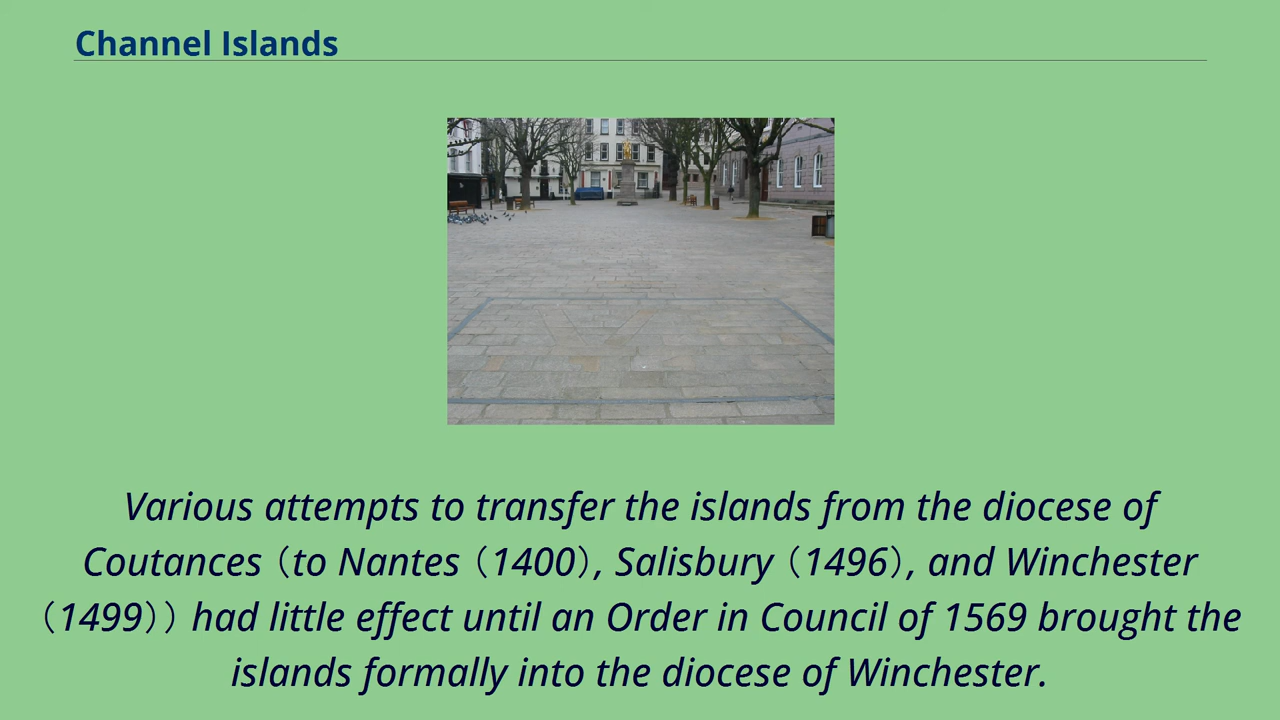 Channel Islands
Various attempts to transfer the islands from the diocese of
Coutances (to Nantes (1400), Salisbury (1496), and Winchester
(1499)) had little effect until an Order in Council of 1569 brought the
islands formally into the diocese of Winchester.